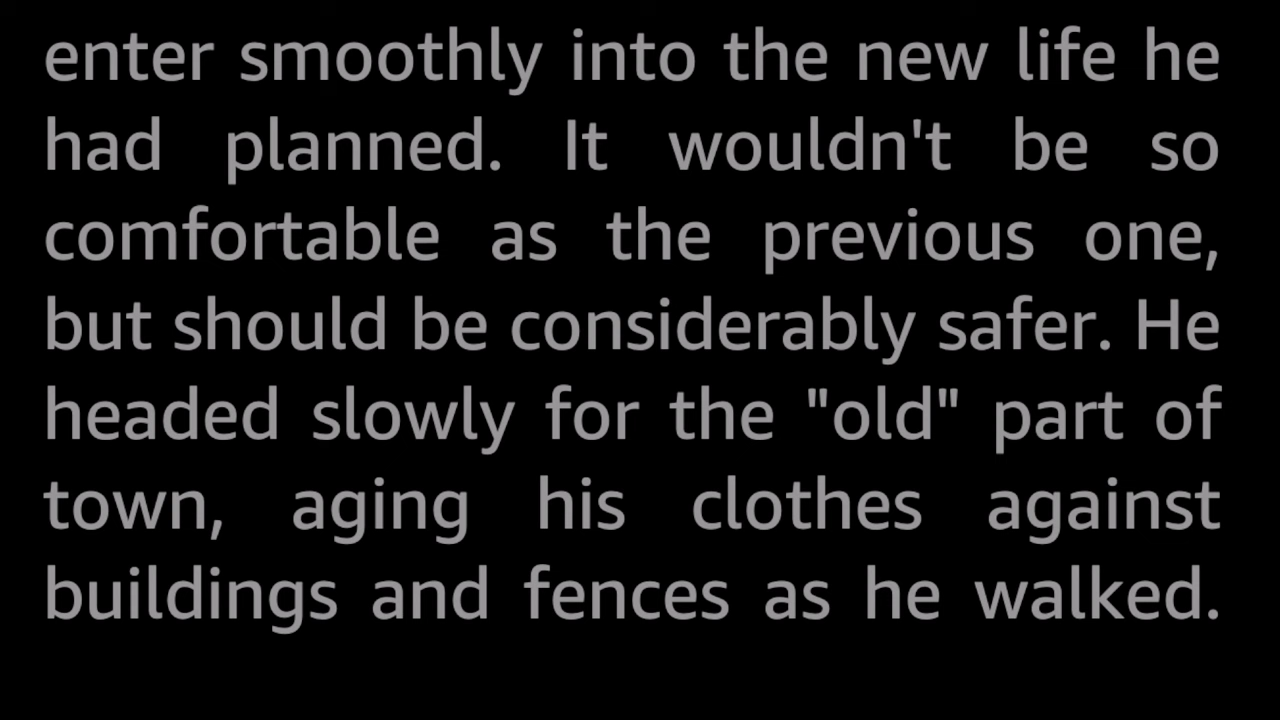 enter smoothly into the new life he
had planned. It wouldn't be so
comfortable as the previous one,
but should be considerably safer. He
headed slowly for the "old" part of
town, aging his clothes against
buildings and fences as he walked.